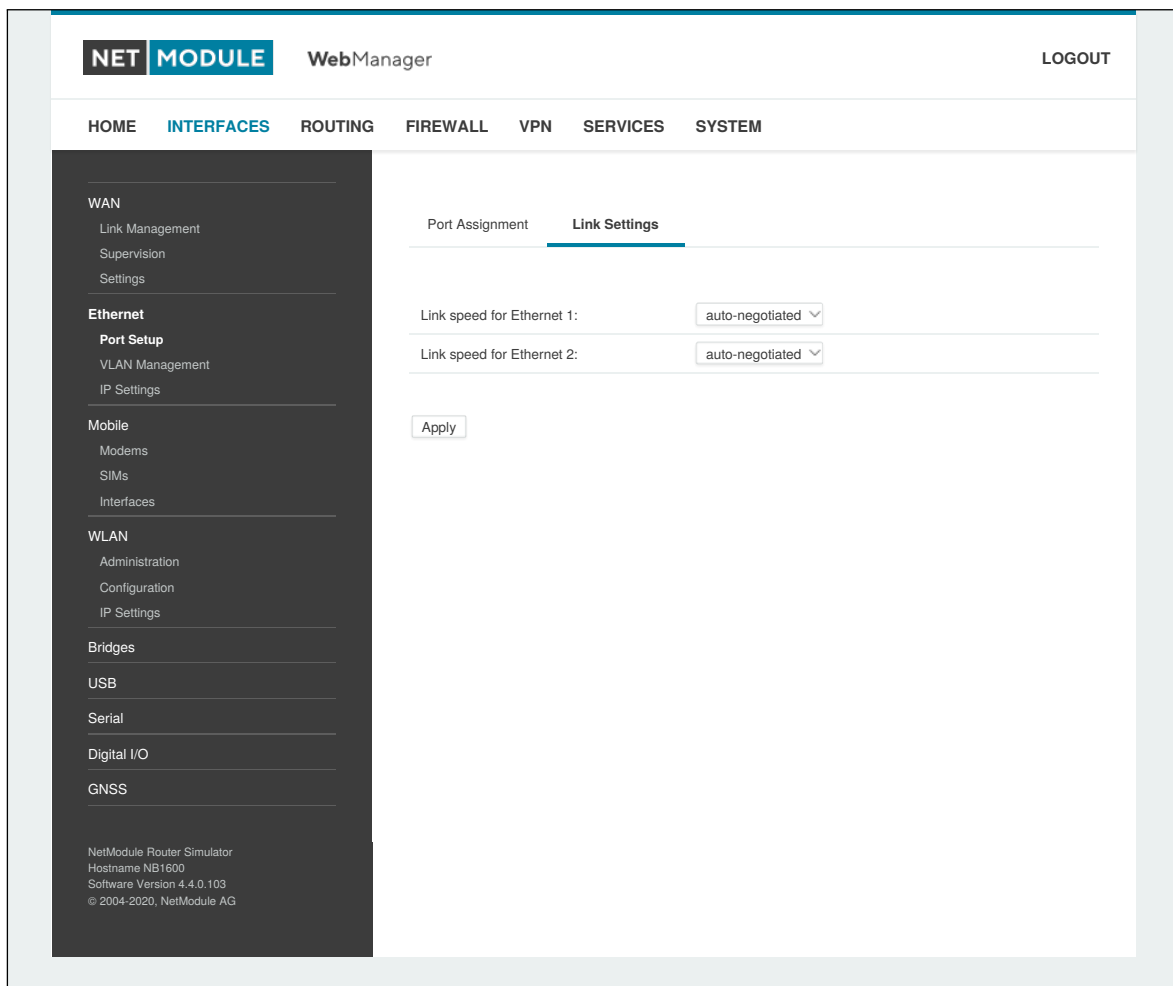 NET MODULE WebManager LOGOUT
HOME INTERFACES ROUTING FIREWALL VPN SERVICES SYSTEM
WAN
Link Management
Supervision
Settings
Ethernet
Port Setup
VLAN Management
IP Settings
Mobile
Modems
SIMs
Interfaces
WLAN
Administration
Configuration
IP Settings
Bridges
USB
Serial
Digital I/O
GNSS
NetModule Router Simulator
Hostname NB1600
Software Version 4.4.0.103
© 2004-2020, NetModule AG
Port Assignment Link Settings
Link speed for Ethernet 1: auto-negotiated
Link speed for Ethernet 2: auto-negotiated
Apply